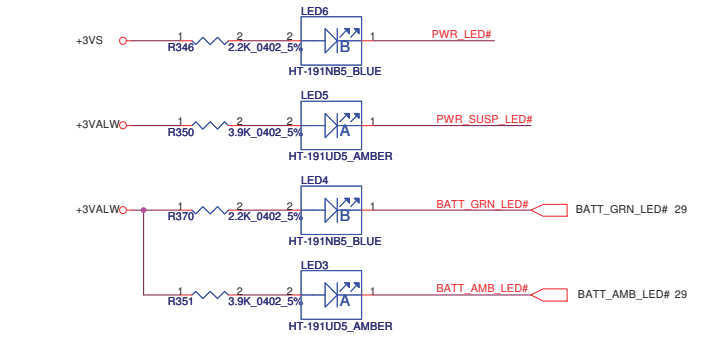 LED6
+3VS 1 2 2 1 PWR_LED#
R346 2.2K_0402_5% B
HT-191NB5_BLUE
LED5
+3VALW 1 2 2 1 PWR_SUSP_LED#
R350 3.9K_0402_5% A
HT-191UD5_AMBER
LED4
+3VALW 1 2 2 1 BATT_GRN_LED# BATT_GRN_LED# 29
R370 2.2K_0402_5% B
HT-191NB5_BLUE
LED3
1 2 2 1 BATT_AMB_LED# BATT_AMB_LED# 29
R351 3.9K_0402_5% A
HT-191UD5_AMBER